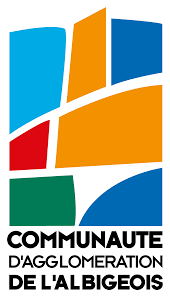 COMMUNAUTE
D'AGGLOMERATION
DE L'ALBIGEOIS